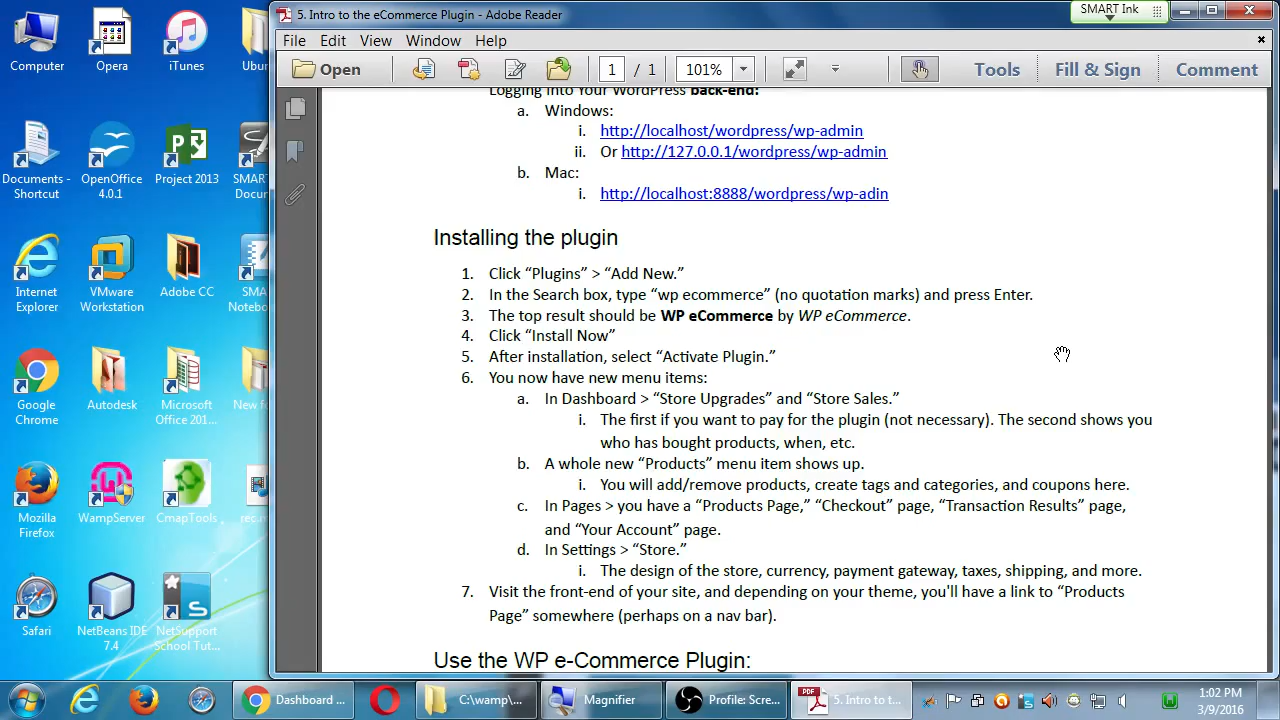 5. Intro to the eCommerce Plugin - Adobe Reader
SMART Ink
File Edit View Window Help
Open
1 / 1
101%
Tools
Fill & Sign
Comment
Computer
Opera
iTunes
Ubu
Documents - Shortcut
OpenOffice 4.0.1
Project 2013
SMAR
Docum
Internet Explorer
VMware Workstation
Adobe CC
SMA
Notebo
Google Chrome
Autodesk
Microsoft Office 201...
New fo
Mozilla Firefox
WampServer
CmapTools
rec.n
Safari
NetBeans IDE 7.4
NetSupport School Tut...
Logging into Your WordPress back-end:
a. Windows:
i. http://localhost/wordpress/wp-admin
ii. Or http://127.0.0.1/wordpress/wp-admin
b. Mac:
i. http://localhost:8888/wordpress/wp-adin
Installing the plugin
1. Click “Plugins” > “Add New.”
2. In the Search box, type “wp ecommerce” (no quotation marks) and press Enter.
3. The top result should be WP eCommerce by WP eCommerce.
4. Click “Install Now”
5. After installation, select “Activate Plugin.”
6. You now have new menu items:
a. In Dashboard > “Store Upgrades” and “Store Sales.”
i. The first if you want to pay for the plugin (not necessary). The second shows you
who has bought products, when, etc.
b. A whole new “Products” menu item shows up.
i. You will add/remove products, create tags and categories, and coupons here.
c. In Pages > you have a “Products Page,” “Checkout” page, “Transaction Results” page,
and “Your Account” page.
d. In Settings > “Store.”
i. The design of the store, currency, payment gateway, taxes, shipping, and more.
7. Visit the front-end of your site, and depending on your theme, you'll have a link to “Products
Page” somewhere (perhaps on a nav bar).
Use the WP e-Commerce Plugin:
Dashboard ...
C:\wamp\...
Magnifier
Profile: Scre...
5. Intro to t...
1:02 PM
3/9/2016